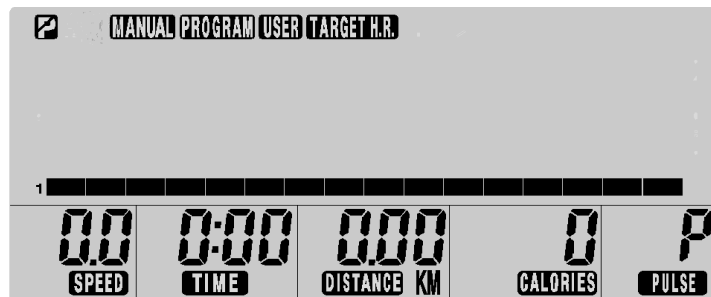 P MANUAL PROGRAM USER TARGET H.R.
1
0.0 0:00 0.00 0 P
SPEED TIME DISTANCE KM CALORIES PULSE